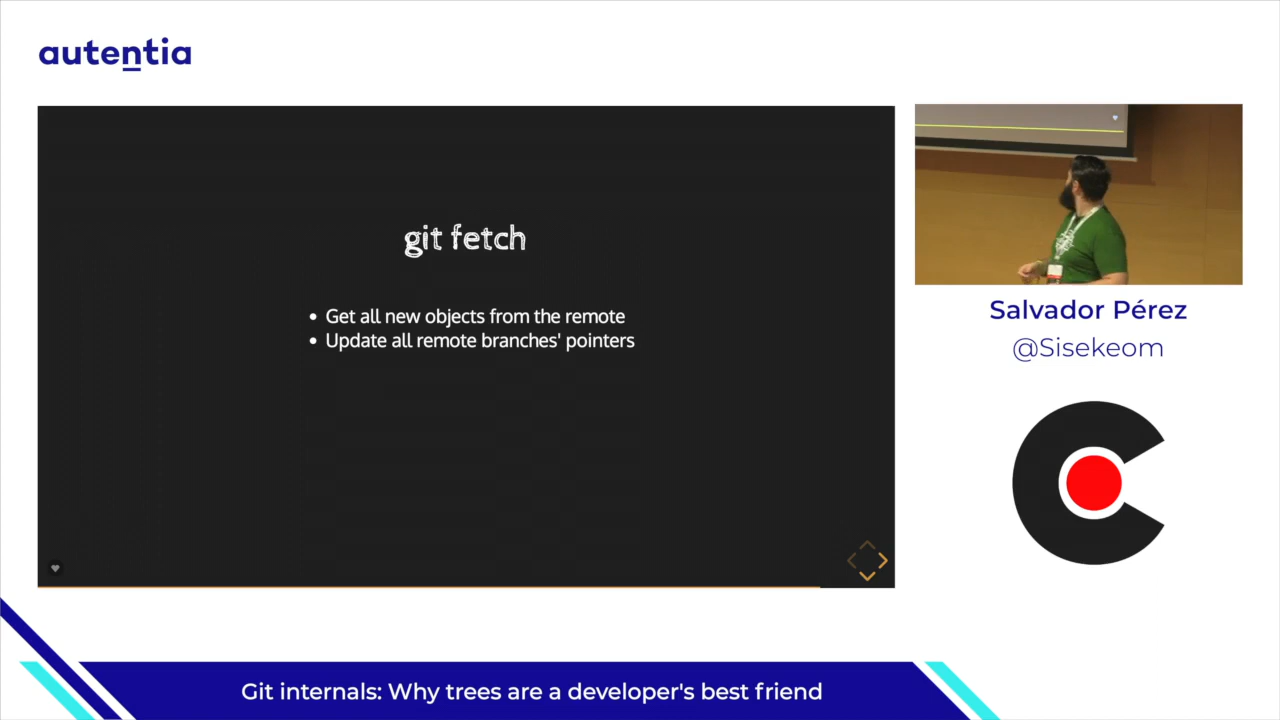 autentia
git fetch
Get all new objects from the remote
Update all remote branches' pointers
Salvador Pérez
@Sisekeom
Git internals: Why trees are a developer's best friend